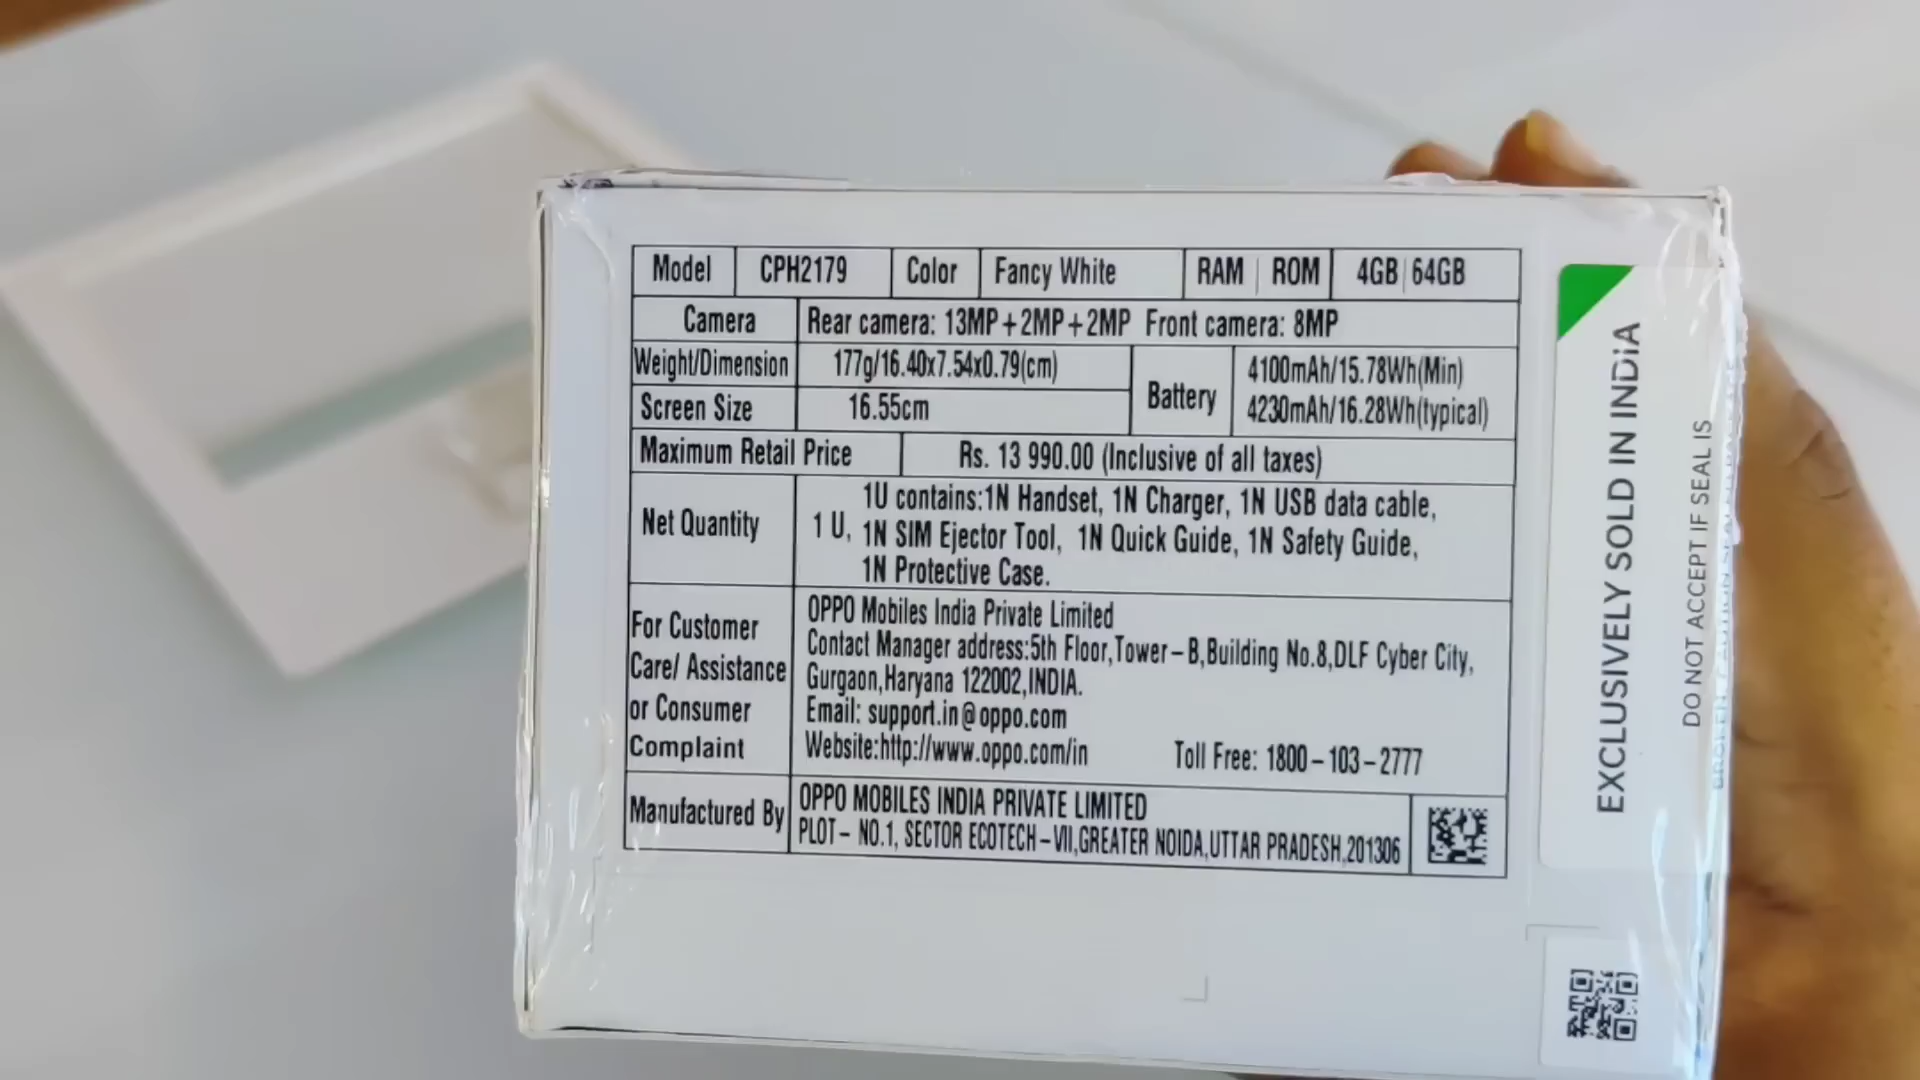 Model CPH2179 Color Fancy White RAM | ROM 4GB | 64GB
Camera Rear camera: 13MP+2MP+2MP Front camera: 8MP
Weight/Dimension 177g/16.40x7.54x0.79(cm)
Screen Size 16.55cm
Battery 4100mAh/15.78Wh(Min)
4230mAh/16.28Wh(typical)
Maximum Retail Price Rs. 13 990.00 (Inclusive of all taxes)
Net Quantity 1 U, 1U contains:1N Handset, 1N Charger, 1N USB data cable,
1N SIM Ejector Tool, 1N Quick Guide, 1N Safety Guide,
1N Protective Case.
For Customer
Care/ Assistance
or Consumer
Complaint
OPPO Mobiles India Private Limited
Contact Manager address:5th Floor,Tower-B,Building No.8,DLF Cyber City,
Gurgaon,Haryana 122002,INDIA.
Email: support.in@oppo.com
Website:http://www.oppo.com/in Toll Free: 1800-103-2777
Manufactured By OPPO MOBILES INDIA PRIVATE LIMITED
PLOT- NO.1, SECTOR ECOTECH-VII,GREATER NOIDA,UTTAR PRADESH,201306
EXCLUSIVELY SOLD IN INDiA
DO NOT ACCEPT IF SEAL IS